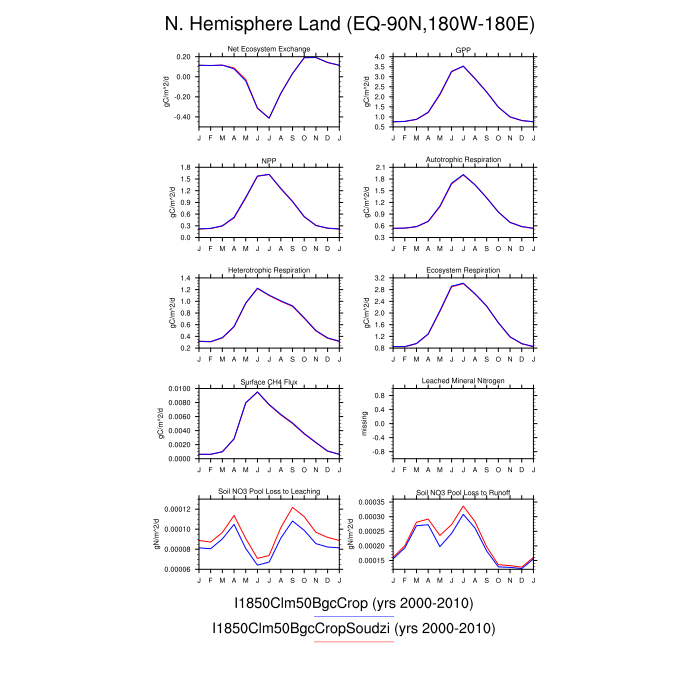 N. Hemisphere Land (EQ-90N,180W-180E)
Net Ecosystem Exchange
gC/m^2/d
0.20
0.00
-0.20
-0.40
J F M A M J J A S O N D J
GPP
gC/m^2/d
4.0
3.5
3.0
2.5
2.0
1.5
1.0
0.5
J F M A M J J A S O N D J
NPP
gC/m^2/d
1.8
1.5
1.2
0.9
0.6
0.3
0.0
J F M A M J J A S O N D J
Autotrophic Respiration
gC/m^2/d
2.1
1.8
1.5
1.2
0.9
0.6
0.3
J F M A M J J A S O N D J
Heterotrophic Respiration
gC/m^2/d
1.4
1.2
1.0
0.8
0.6
0.4
0.2
J F M A M J J A S O N D J
Ecosystem Respiration
gC/m^2/d
3.2
2.8
2.4
2.0
1.6
1.2
0.8
J F M A M J J A S O N D J
Surface CH4 Flux
gC/m^2/d
0.0100
0.0080
0.0060
0.0040
0.0020
0.0000
J F M A M J J A S O N D J
Leached Mineral Nitrogen
missing
0.8
0.4
0.0
-0.4
-0.8
J F M A M J J A S O N D J
Soil NO3 Pool Loss to Leaching
gN/m^2/d
0.00012
0.00010
0.00008
0.00006
J F M A M J J A S O N D J
Soil NO3 Pool Loss to Runoff
gN/m^2/d
0.00035
0.00030
0.00025
0.00020
0.00015
J F M A M J J A S O N D J
I1850Clm50BgcCrop (yrs 2000-2010)
I1850Clm50BgcCropSoudzi (yrs 2000-2010)